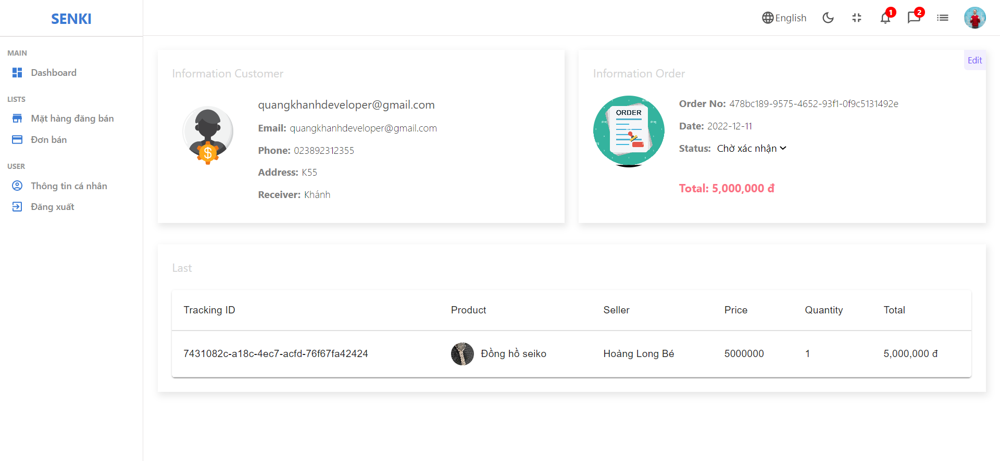 SENKI
English
1
2
MAIN
Dashboard
LISTS
Mặt hàng đăng bán
Đơn bán
USER
Thông tin cá nhân
Đăng xuất
Information Customer
quangkhanhdeveloper@gmail.com
Email: quangkhanhdeveloper@gmail.com
Phone: 023892312355
Address: K55
Receiver: Khánh
Information Order
Edit
ORDER
Order No: 478bc189-9575-4652-93f1-0f9c5131492e
Date: 2022-12-11
Status: Chờ xác nhận
Total: 5,000,000 đ
Last
Tracking ID Product Seller Price Quantity Total
7431082c-a18c-4ec7-acfd-76f67fa42424 Đồng hồ seiko Hoàng Long Bé 5000000 1 5,000,000 đ